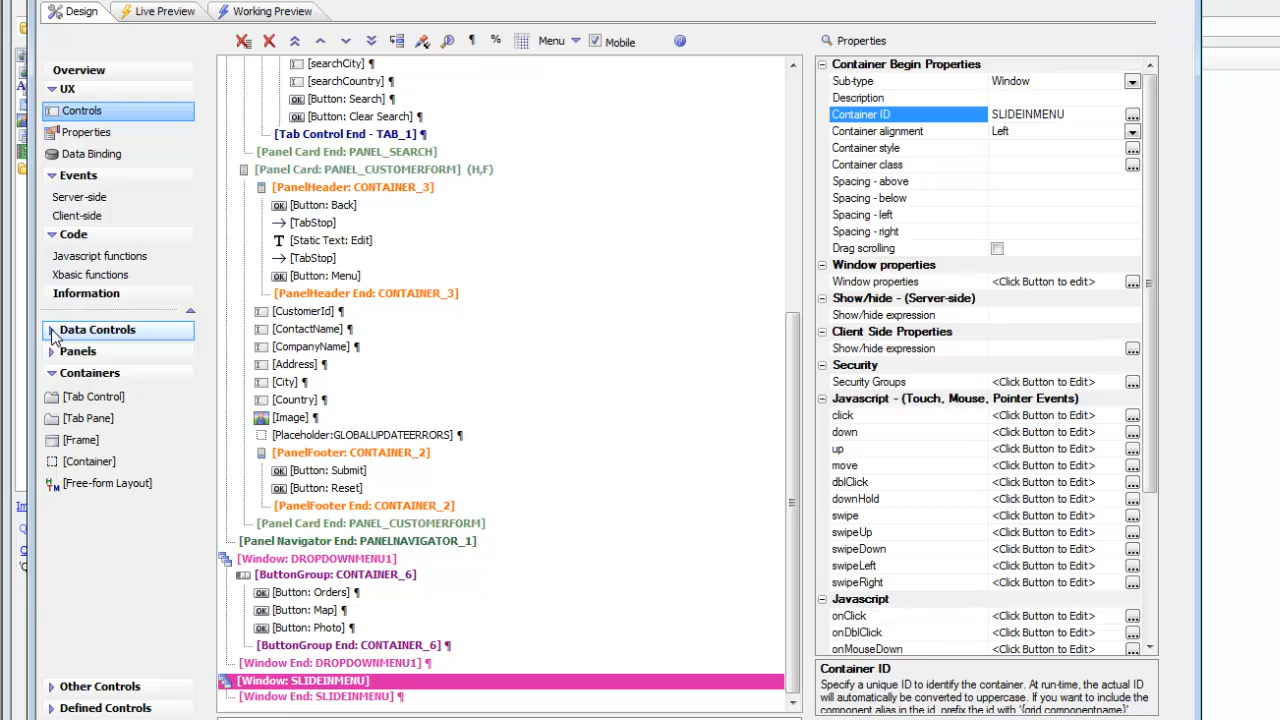 Design
Live Preview
Working Preview
¶
%
Menu
Mobile
Properties
Overview
UX
Controls
Properties
Data Binding
Events
Server-side
Client-side
Code
Javascript functions
Xbasic functions
Information
Data Controls
Panels
Containers
[Tab Control]
[Tab Pane]
[Frame]
[Container]
[Free-form Layout]
Other Controls
Defined Controls
[searchCity] ¶
[searchCountry] ¶
[Button: Search] ¶
[Button: Clear Search] ¶
[Tab Control End - TAB_1] ¶
[Panel Card End: PANEL_SEARCH]
[Panel Card: PANEL_CUSTOMERFORM] (H,F)
[PanelHeader: CONTAINER_3]
[Button: Back]
[TabStop]
[Static Text: Edit]
[TabStop]
[Button: Menu]
[PanelHeader End: CONTAINER_3]
[CustomerId] ¶
[ContactName] ¶
[CompanyName] ¶
[Address] ¶
[City] ¶
[Country] ¶
[Image] ¶
[Placeholder:GLOBALUPDATEERRORS] ¶
[PanelFooter: CONTAINER_2]
[Button: Submit]
[Button: Reset]
[PanelFooter End: CONTAINER_2]
[Panel Card End: PANEL_CUSTOMERFORM]
[Panel Navigator End: PANELNAVIGATOR_1]
[Window: DROPDOWNMENU1]
[ButtonGroup: CONTAINER_6]
[Button: Orders] ¶
[Button: Map] ¶
[Button: Photo] ¶
[ButtonGroup End: CONTAINER_6] ¶
[Window End: DROPDOWNMENU1] ¶
[Window: SLIDEINMENU]
[Window End: SLIDEINMENU] ¶
Container Begin Properties
Sub-type Window
Description
Container ID SLIDEINMENU
Container alignment Left
Container style
Container class
Spacing - above
Spacing - below
Spacing - left
Spacing - right
Drag scrolling
Window properties
Window properties <Click Button to edit>
Show/hide - (Server-side)
Show/hide expression
Client Side Properties
Show/hide expression
Security
Security Groups <Click Button to Edit>
Javascript - (Touch, Mouse, Pointer Events)
click <Click Button to Edit>
down <Click Button to Edit>
up <Click Button to Edit>
move <Click Button to Edit>
dblClick <Click Button to Edit>
downHold <Click Button to Edit>
swipe <Click Button to Edit>
swipeUp <Click Button to Edit>
swipeDown <Click Button to Edit>
swipeLeft <Click Button to Edit>
swipeRight <Click Button to Edit>
Javascript
onClick <Click Button to Edit>
onDblClick <Click Button to Edit>
onMouseDown <Click Button to Edit>
Container ID
Specify a unique ID to identify the container. At run-time, the actual ID
will automatically be converted to uppercase. If you want to include the
component alias in the id, prefix the id with '{grid.componentname}'